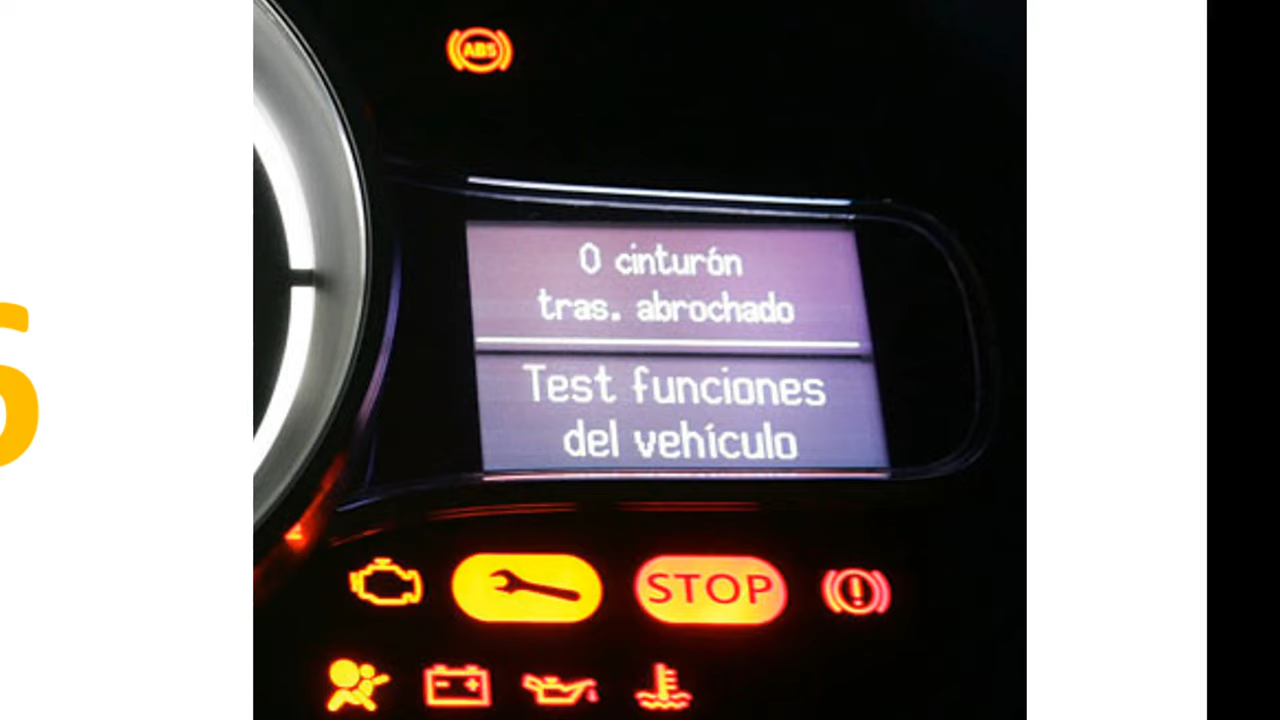 ABS
0 cinturón
tras. abrochado
Test funciones
del vehículo
STOP